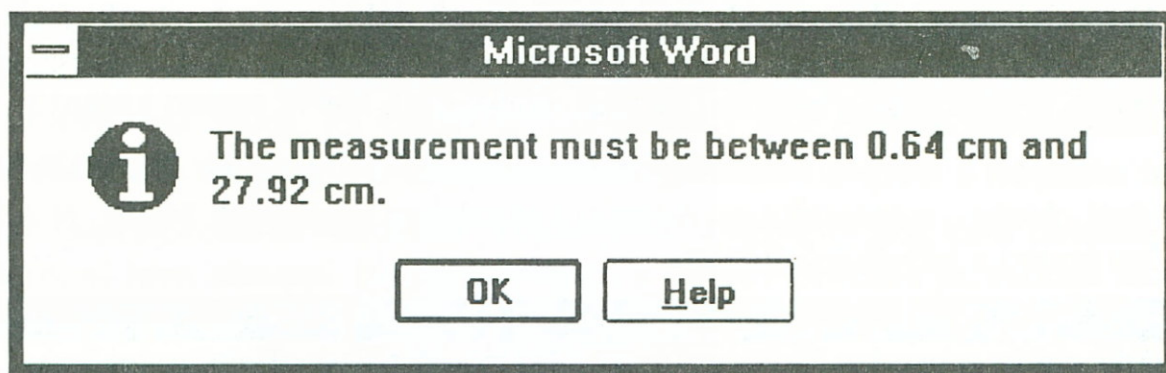 Microsoft Word
The measurement must be between 0.64 cm and
27.92 cm.
OK Help